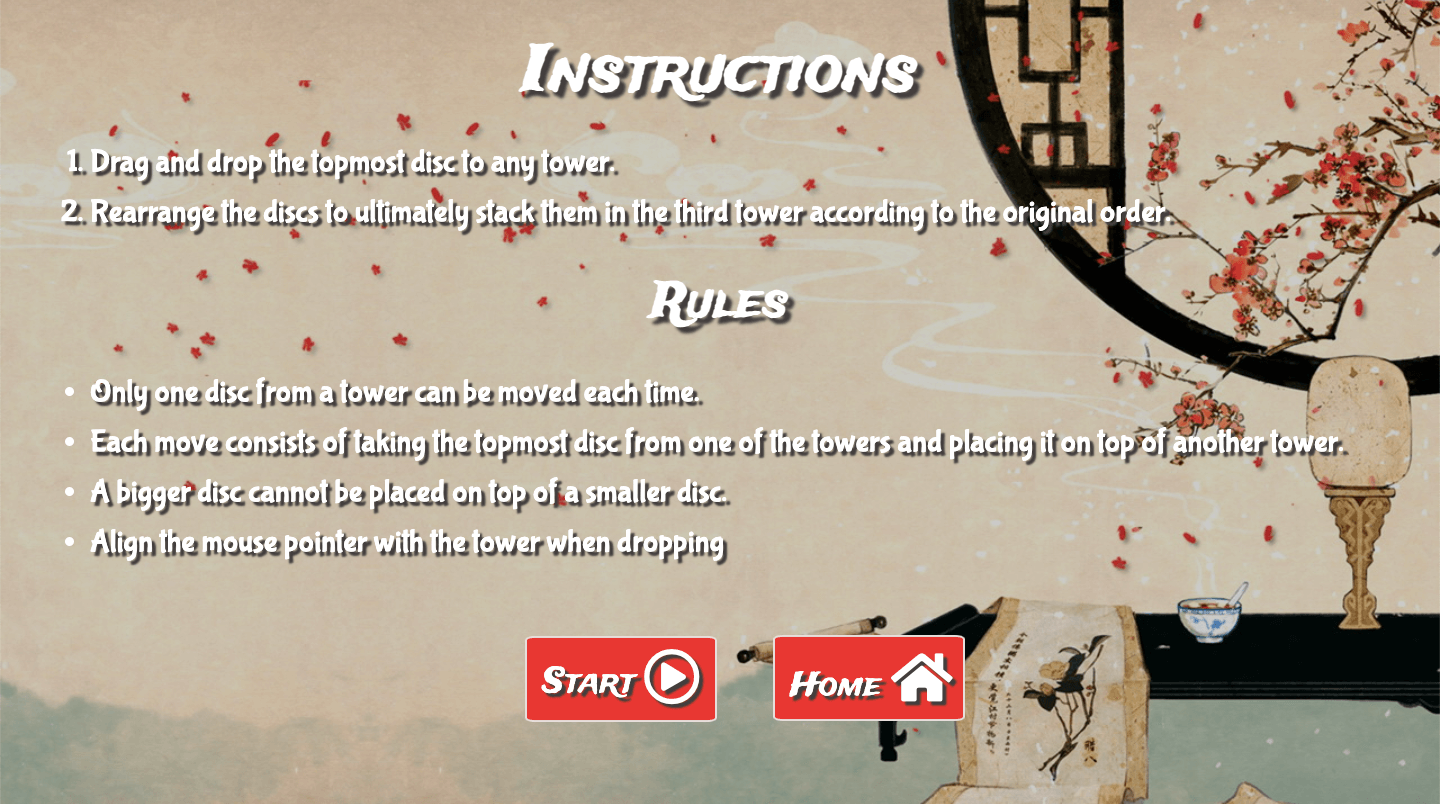 Instructions
1. Drag and drop the topmost disc to any tower.
2. Rearrange the discs to ultimately stack them in the third tower according to the original order.
Rules
• Only one disc from a tower can be moved each time.
• Each move consists of taking the topmost disc from one of the towers and placing it on top of another tower.
• A bigger disc cannot be placed on top of a smaller disc.
• Align the mouse pointer with the tower when dropping
Start
Home